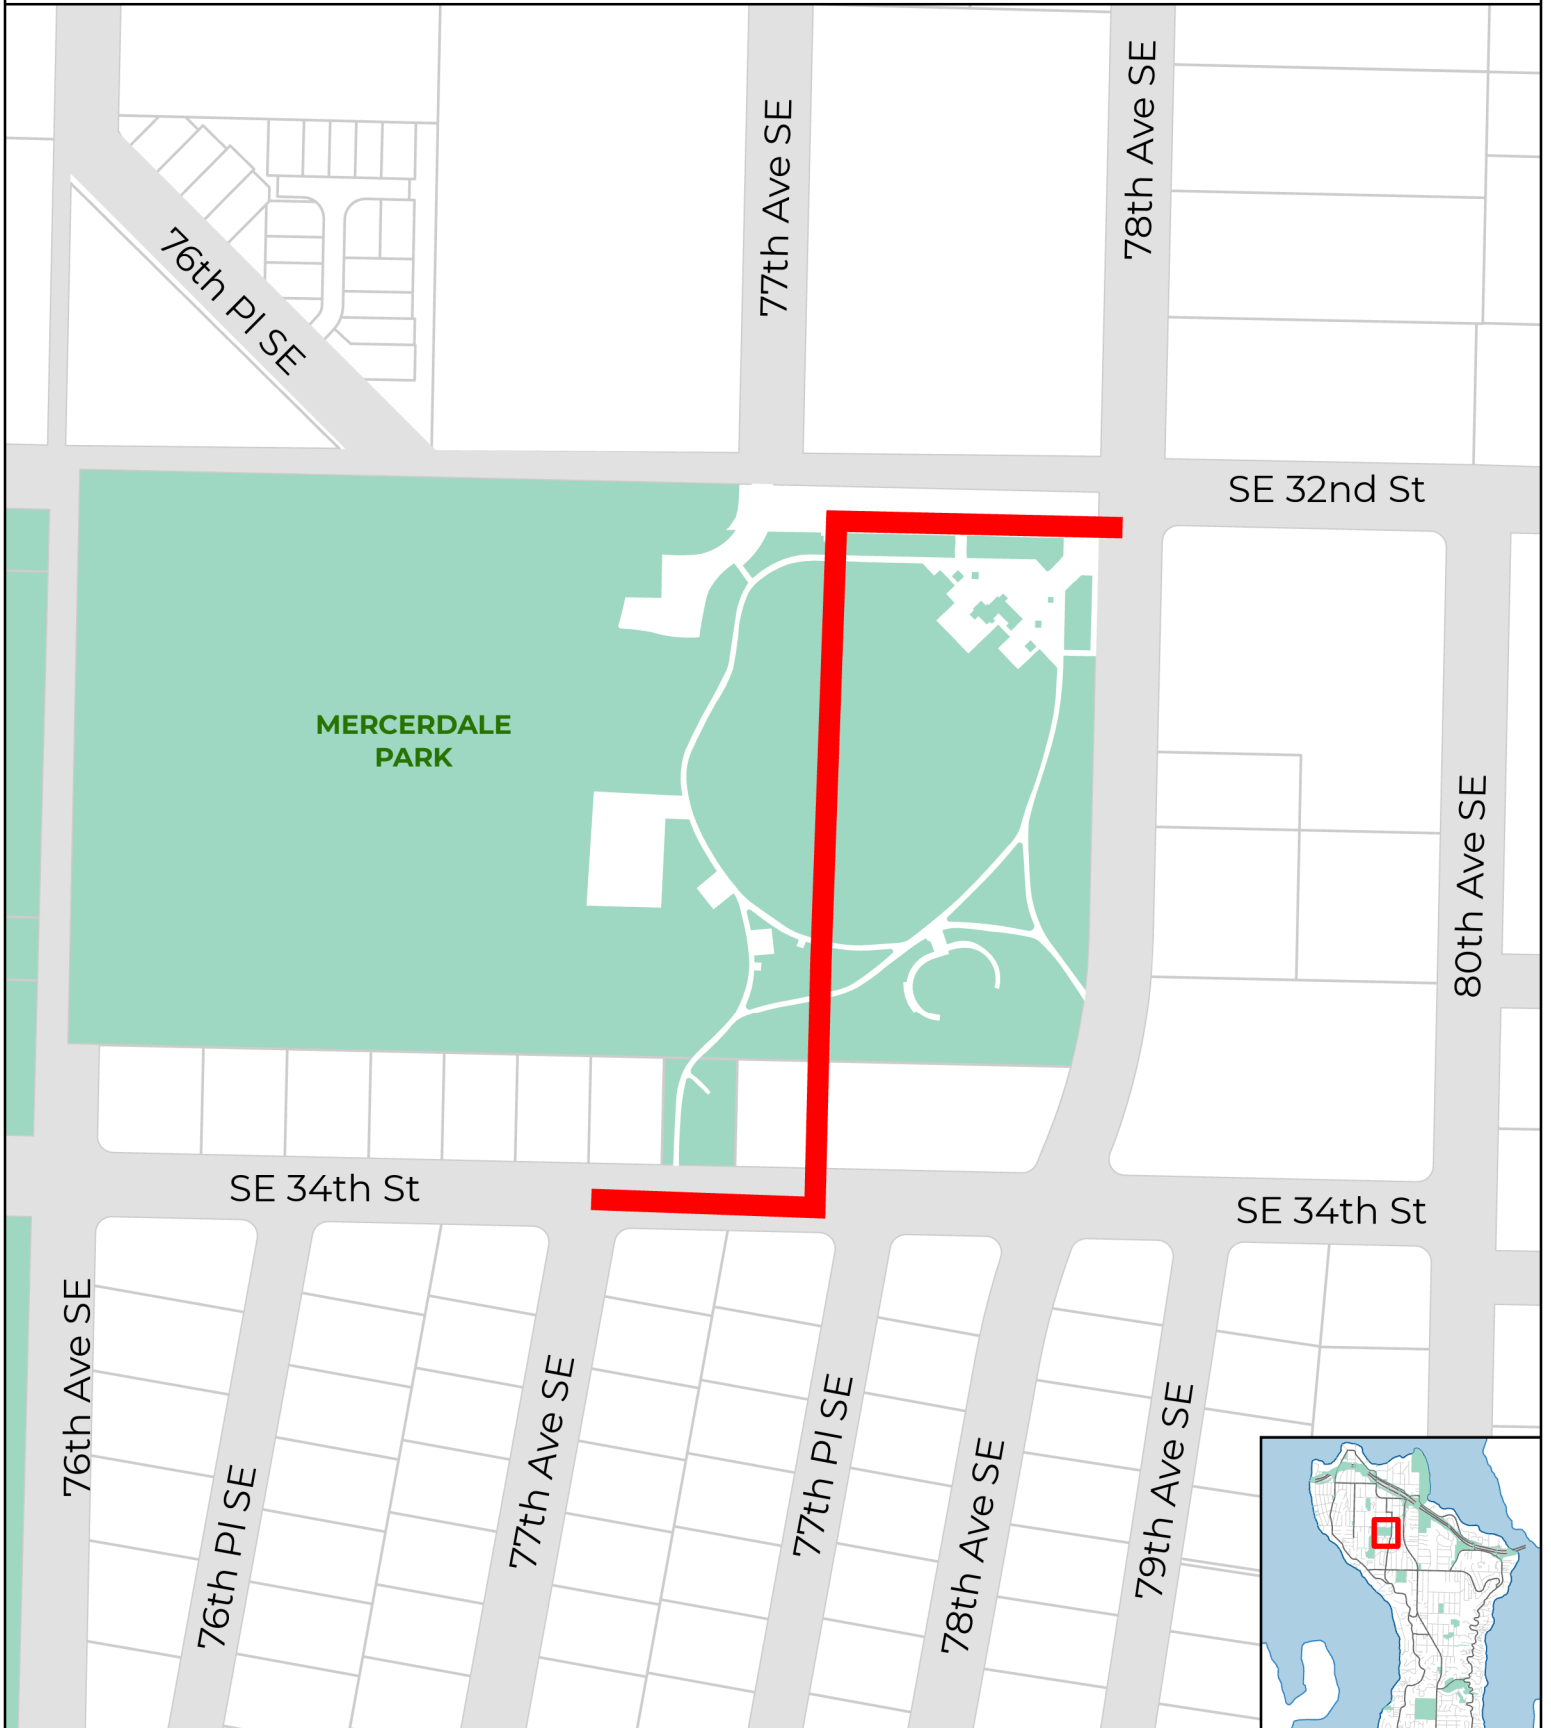 78th Ave SE
77th Ave SE
76th Pl SE
SE 32nd St
MERCERDALE
PARK
80th Ave SE
SE 34th St
SE 34th St
76th Ave SE
76th Pl SE
77th Ave SE
77th Pl SE
78th Ave SE
79th Ave SE